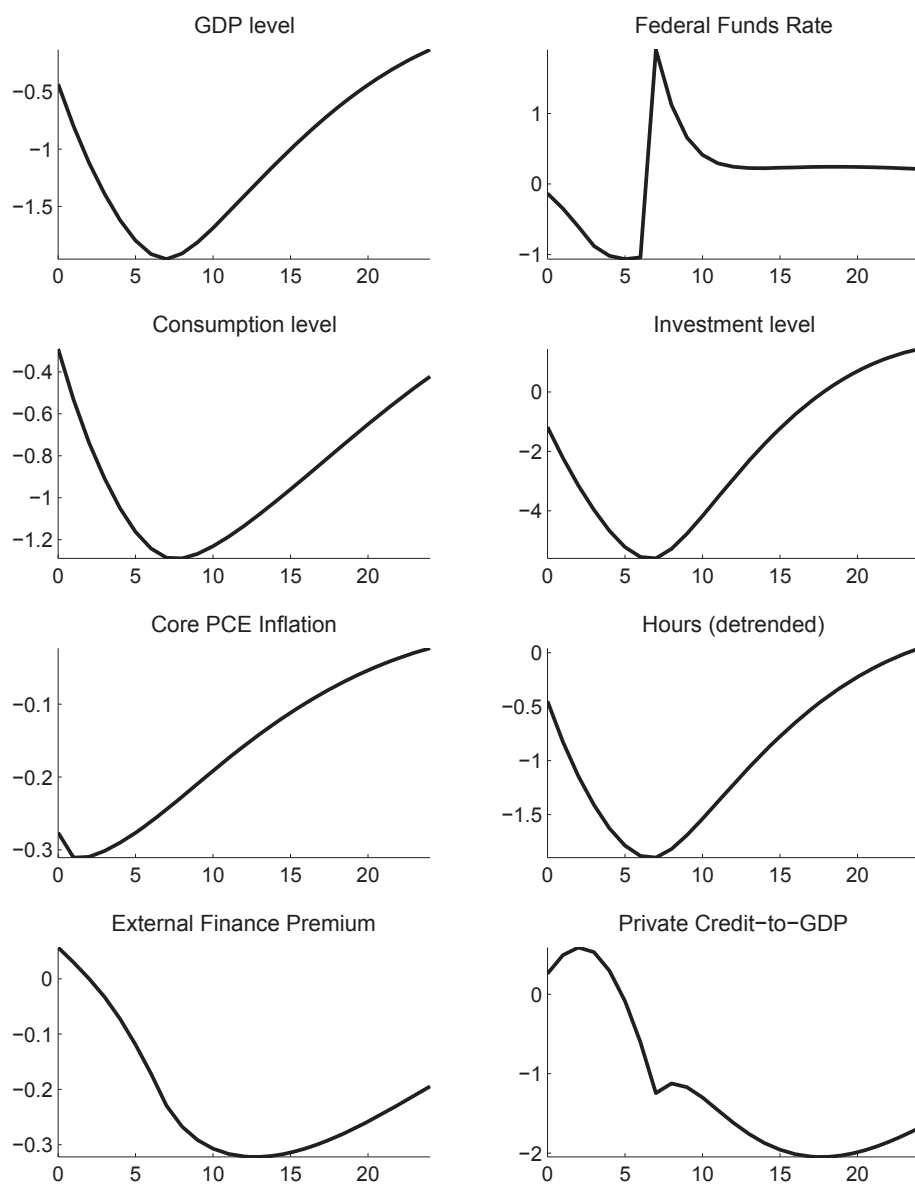 GDP level
−0.5
−1
−1.5
0 5 10 15 20
Federal Funds Rate
1
0
−1
0 5 10 15 20
Consumption level
−0.4
−0.6
−0.8
−1
−1.2
0 5 10 15 20
Investment level
0
−2
−4
0 5 10 15 20
Core PCE Inflation
−0.1
−0.2
−0.3
0 5 10 15 20
Hours (detrended)
0
−0.5
−1
−1.5
0 5 10 15 20
External Finance Premium
0
−0.1
−0.2
−0.3
0 5 10 15 20
Private Credit−to−GDP
0
−1
−2
0 5 10 15 20